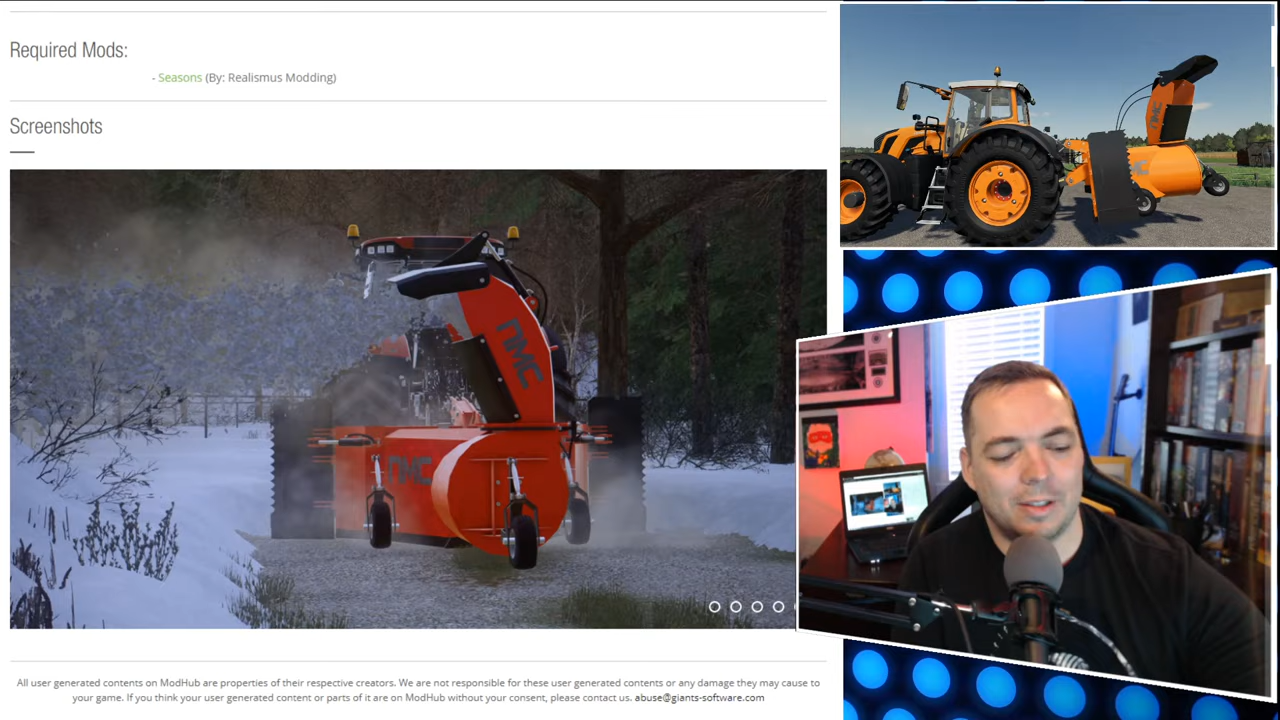 Required Mods:
- Seasons (By: Realismus Modding)
Screenshots
NMC
NMC
All user generated contents on ModHub are properties of their respective creators. We are not responsible for these user generated contents or any damage they may cause to
your game. If you think your user generated content or parts of it are on ModHub without your consent, please contact us. abuse@giants-software.com